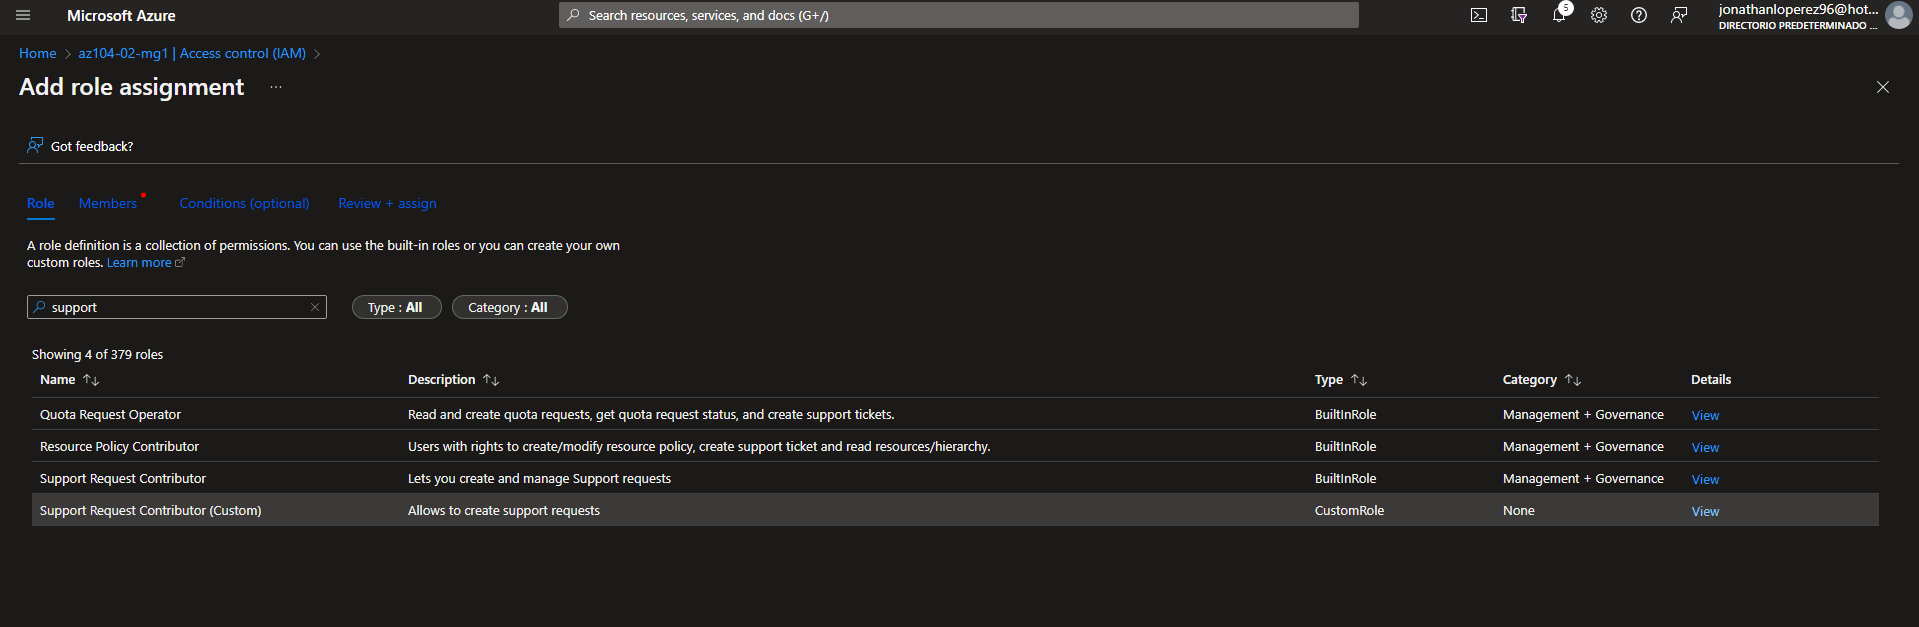 Microsoft Azure
Search resources, services, and docs (G+/)
5
jonathanloperez96@hot...
DIRECTORIO PREDETERMINADO ...
Home > az104-02-mg1 | Access control (IAM) >
Add role assignment ...
Got feedback?
Role Members Conditions (optional) Review + assign
A role definition is a collection of permissions. You can use the built-in roles or you can create your own
custom roles. Learn more
support
Type : All
Category : All
Showing 4 of 379 roles
Name Description Type Category Details
Quota Request Operator Read and create quota requests, get quota request status, and create support tickets. BuiltInRole Management + Governance View
Resource Policy Contributor Users with rights to create/modify resource policy, create support ticket and read resources/hierarchy. BuiltInRole Management + Governance View
Support Request Contributor Lets you create and manage Support requests BuiltInRole Management + Governance View
Support Request Contributor (Custom) Allows to create support requests CustomRole None View